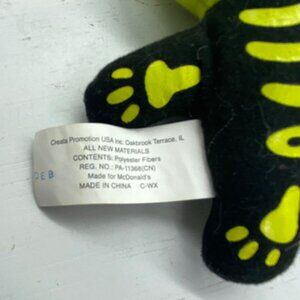 Creata Promotion USA Inc. Oakbrook Terrace, IL
ALL NEW MATERIALS
CONTENTS: Polyester Fibers
REG. NO.: PA-11368(CN)
Made for McDonald's
MADE IN CHINA C-WX
DEB